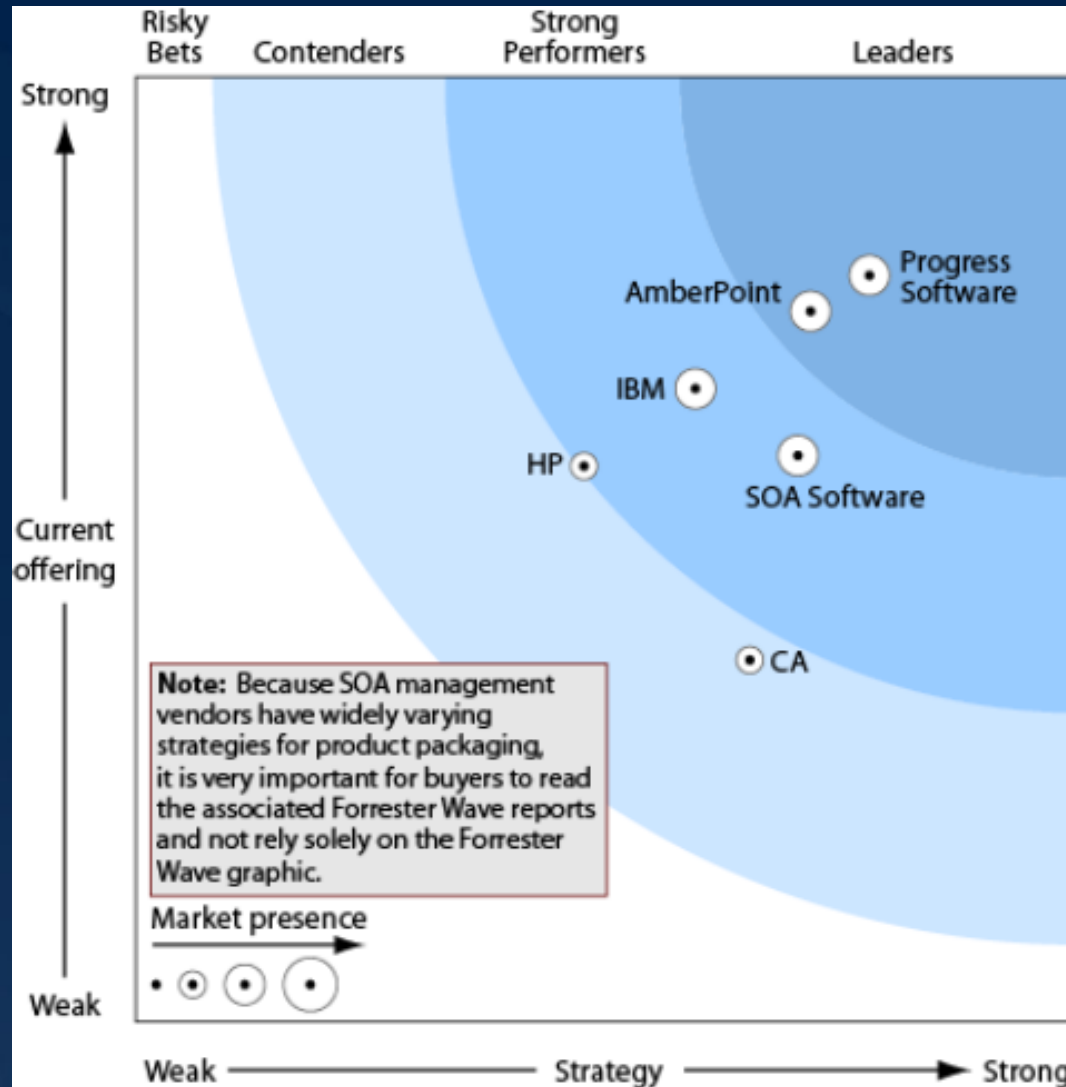 Risky
Bets
Contenders
Strong
Performers
Leaders
Strong
Progress
Software
AmberPoint
IBM
HP
SOA Software
Current
offering
CA
Note: Because SOA management
vendors have widely varying
strategies for product packaging,
it is very important for buyers to read
the associated Forrester Wave reports
and not rely solely on the Forrester
Wave graphic.
Market presence
Weak
Weak
Strategy
Strong